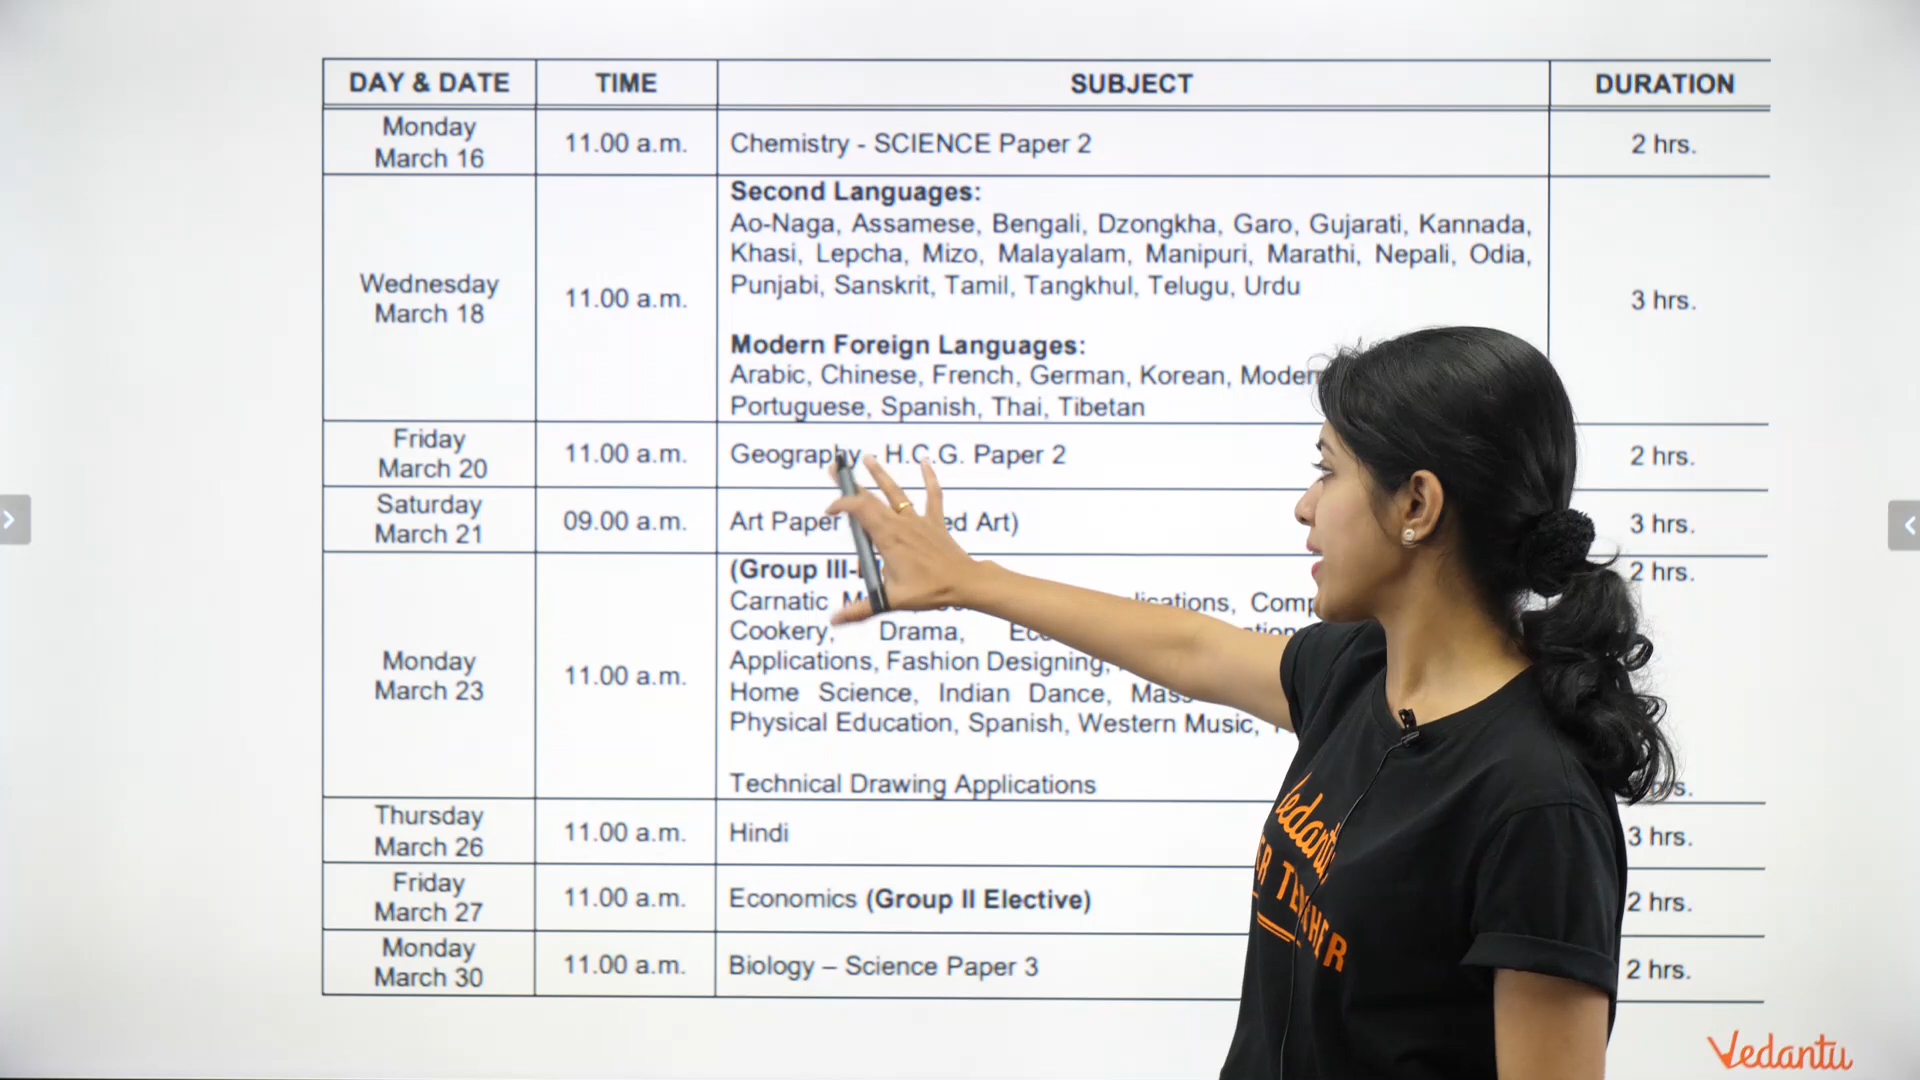 DAY & DATE TIME SUBJECT DURATION
Monday
March 16
11.00 a.m.
Chemistry - SCIENCE Paper 2
2 hrs.
Wednesday
March 18
11.00 a.m.
Second Languages:
Ao-Naga, Assamese, Bengali, Dzongkha, Garo, Gujarati, Kannada,
Khasi, Lepcha, Mizo, Malayalam, Manipuri, Marathi, Nepali, Odia,
Punjabi, Sanskrit, Tamil, Tangkhul, Telugu, Urdu
Modern Foreign Languages:
Arabic, Chinese, French, German, Korean, Modern
Portuguese, Spanish, Thai, Tibetan
3 hrs.
Friday
March 20
11.00 a.m.
Geography - H.C.G. Paper 2
2 hrs.
Saturday
March 21
09.00 a.m.
Art Paper Art)
3 hrs.
Monday
March 23
11.00 a.m.
(Group
Carnatic
Cookery, Drama,
Applications, Fashion Designing,
Home Science, Indian Dance,
Physical Education, Spanish, Western Music,
Technical Drawing Applications
2 hrs.
Thursday
March 26
11.00 a.m.
Hindi
3 hrs.
Friday
March 27
11.00 a.m.
Economics (Group II Elective)
2 hrs.
Monday
March 30
11.00 a.m.
Biology – Science Paper 3
2 hrs.
Vedantu
Vedantu